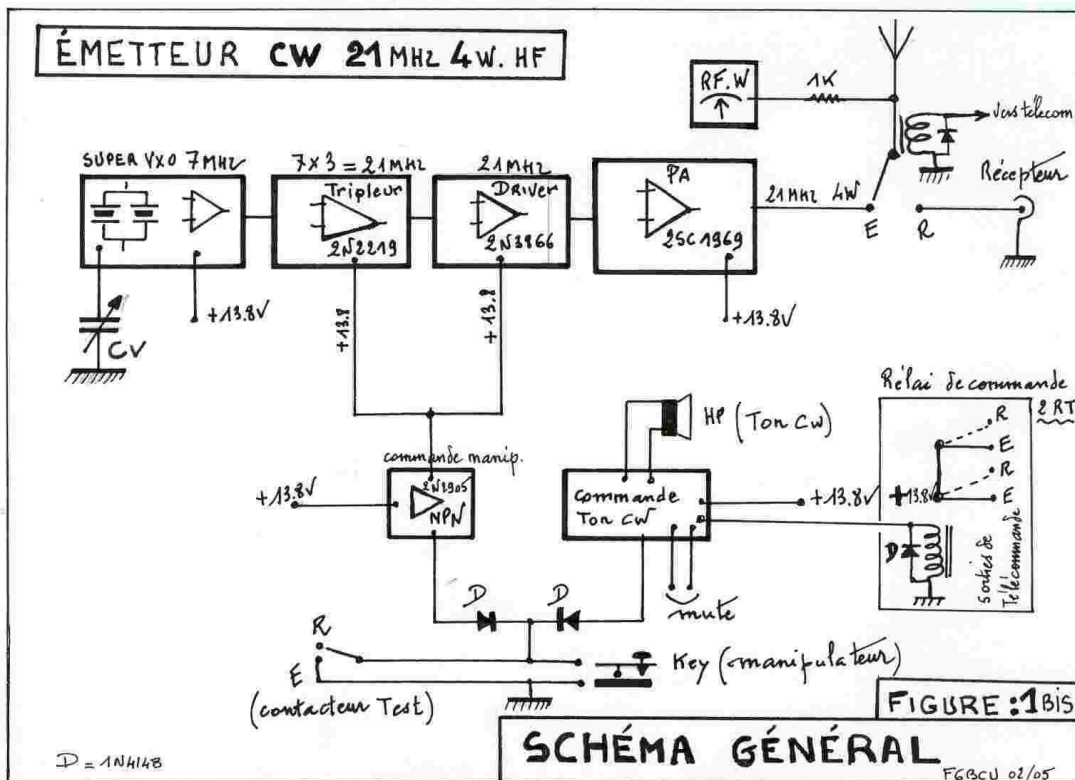 ÉMETTEUR CW 21MHZ 4W. HF
RF.W
1K
Vers télecom
SUPER VXO 7MHZ
7x3 = 21MHZ
21MHZ
Tripleur
DRIVER
PA
Récepteur
2N2219
2N3866
2SC1969
21MHZ 4W
E
R
+13.8V
+13.8
+13.8
+13.8V
CV
Rélai de commande
2 RT
HP (Ton CW)
R
E
commande manip.
R
+13.8V
2N2905
NPN
commande
Ton CW
+13.8V
+13.8V
E
D
Sorties de
Télécommande
D
D
mute
R
E
Key (manipulateur)
(contacteur Test)
FIGURE:1BIS
SCHÉMA GÉNÉRAL
D = 1N4148
F6BCU 02/05